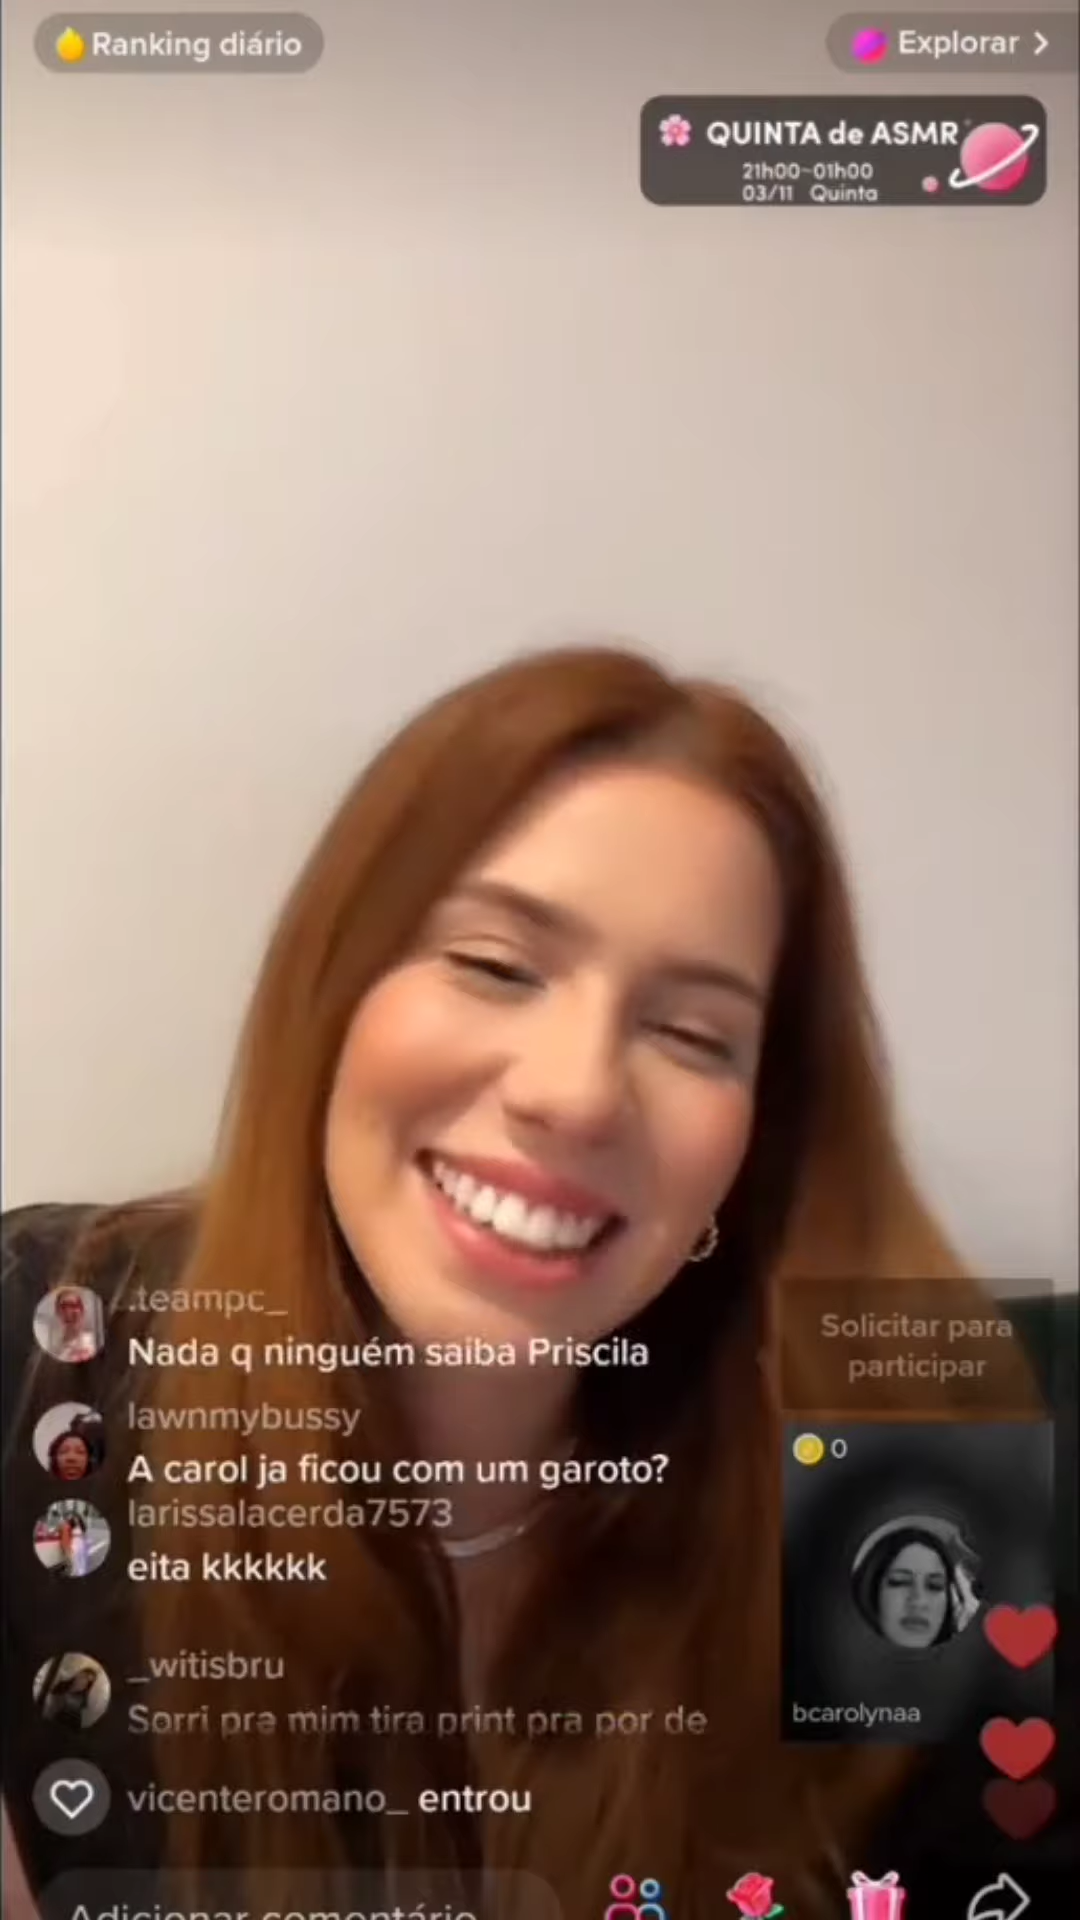 Ranking diário
Explorar
QUINTA de ASMR
21h00~01h00
03/11 Quinta
.teampc_
Nada q ninguém saiba Priscila
Solicitar para
participar
lawnmybussy
A carol ja ficou com um garoto?
0
larissalacerda7573
eita kkkkkk
_witisbru
Sorri pra mim tira print pra por de
bcarolynaa
vicenteromano_ entrou
Adicionar comentário